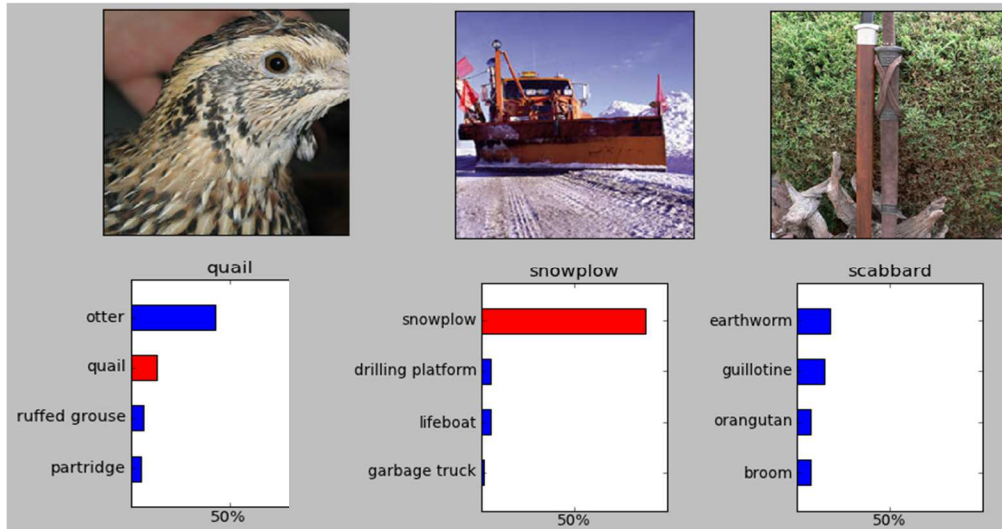 quail
otter
quail
ruffed grouse
partridge
50%
snowplow
snowplow
drilling platform
lifeboat
garbage truck
50%
scabbard
earthworm
guillotine
orangutan
broom
50%